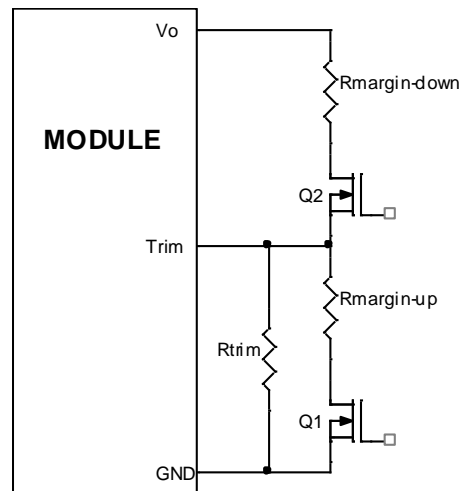 Vo
Rmargin-down
MODULE
Q2
Trim
Rmargin-up
Rtrim
Q1
GND